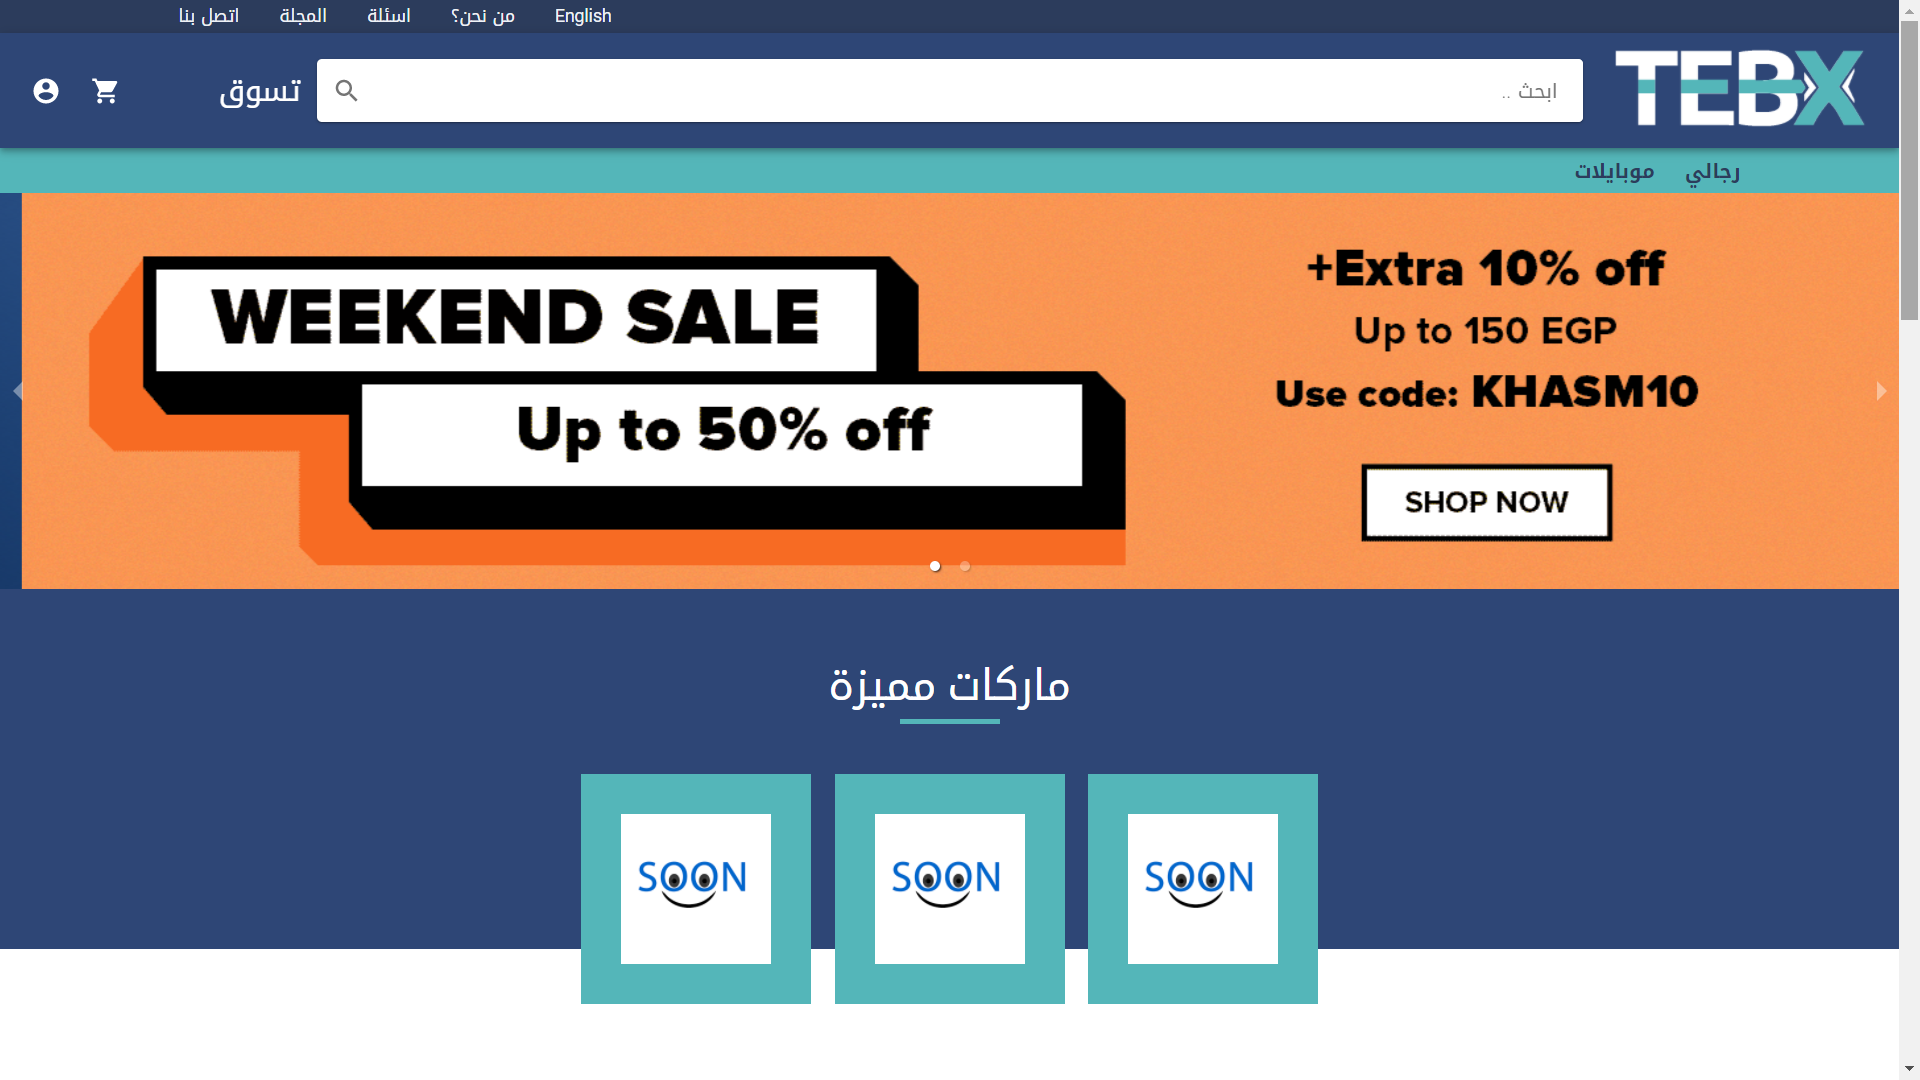 English
من نحن؟
اسئلة
المجلة
اتصل بنا
TEBX
ابحث ..
تسوق
رجالي
موبايلات
WEEKEND SALE
Up to 50% off
+Extra 10% off
Up to 150 EGP
Use code: KHASM10
SHOP NOW
ماركات مميزة
SOON
SOON
SOON